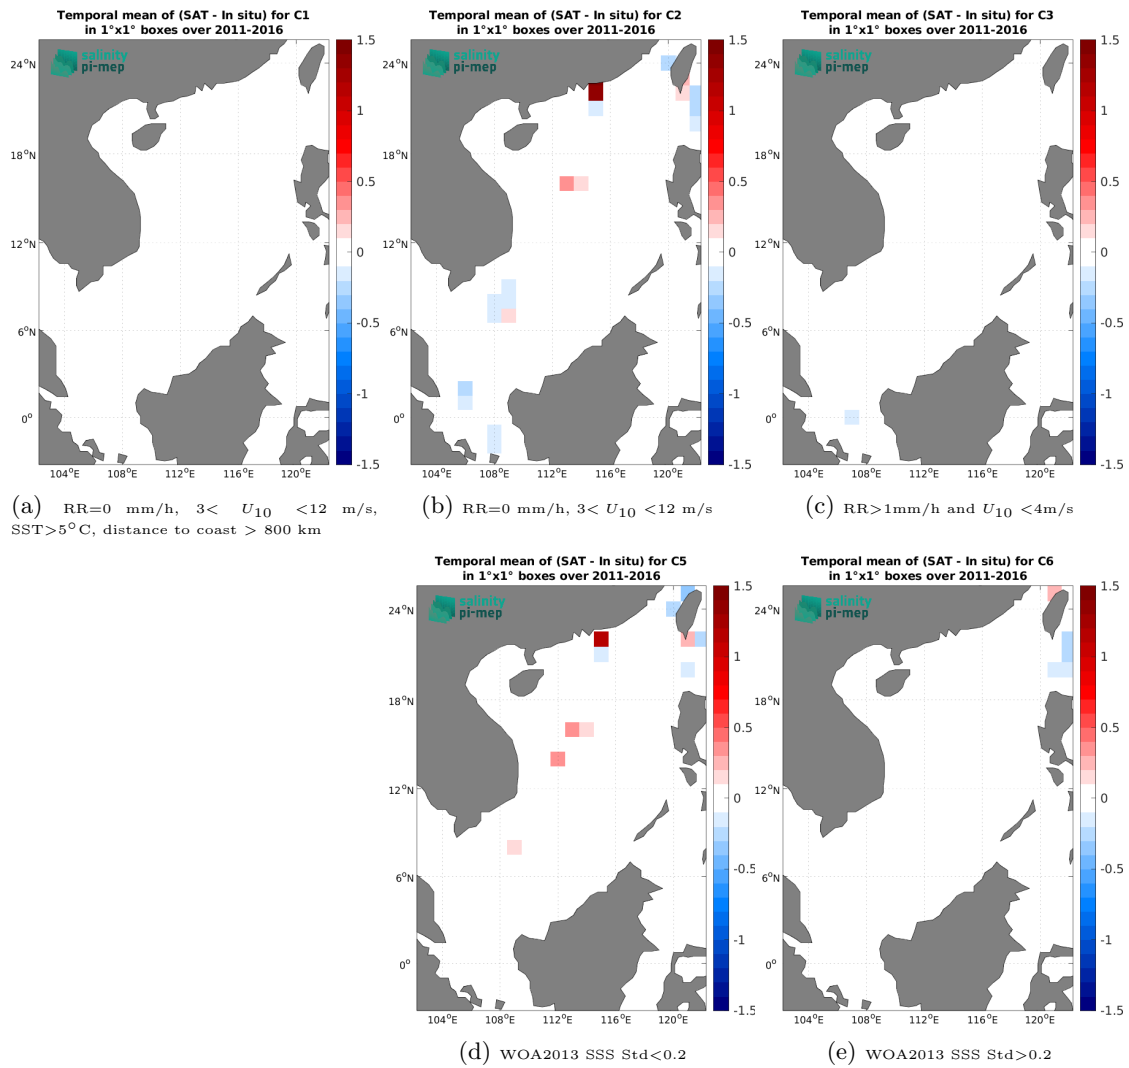 Temporal mean of (SAT - In situ) for C1
in 1°x1° boxes over 2011-2016
salinity
pi-mep
24°N
18°N
12°N
6°N
0°
104°E 108°E 112°E 116°E 120°E
1.5
1
0.5
0
-0.5
-1
-1.5
(a) RR=0 mm/h, 3< U10 <12 m/s,
SST>5°C, distance to coast > 800 km
Temporal mean of (SAT - In situ) for C2
in 1°x1° boxes over 2011-2016
salinity
pi-mep
24°N
18°N
12°N
6°N
0°
104°E 108°E 112°E 116°E 120°E
1.5
1
0.5
0
-0.5
-1
-1.5
(b) RR=0 mm/h, 3< U10 <12 m/s
Temporal mean of (SAT - In situ) for C3
in 1°x1° boxes over 2011-2016
salinity
pi-mep
24°N
18°N
12°N
6°N
0°
104°E 108°E 112°E 116°E 120°E
1.5
1
0.5
0
-0.5
-1
-1.5
(c) RR>1mm/h and U10 <4m/s
Temporal mean of (SAT - In situ) for C5
in 1°x1° boxes over 2011-2016
salinity
pi-mep
24°N
18°N
12°N
6°N
0°
104°E 108°E 112°E 116°E 120°E
1.5
1
0.5
0
-0.5
-1
-1.5
(d) WOA2013 SSS Std<0.2
Temporal mean of (SAT - In situ) for C6
in 1°x1° boxes over 2011-2016
salinity
pi-mep
24°N
18°N
12°N
6°N
0°
104°E 108°E 112°E 116°E 120°E
1.5
1
0.5
0
-0.5
-1
-1.5
(e) WOA2013 SSS Std>0.2